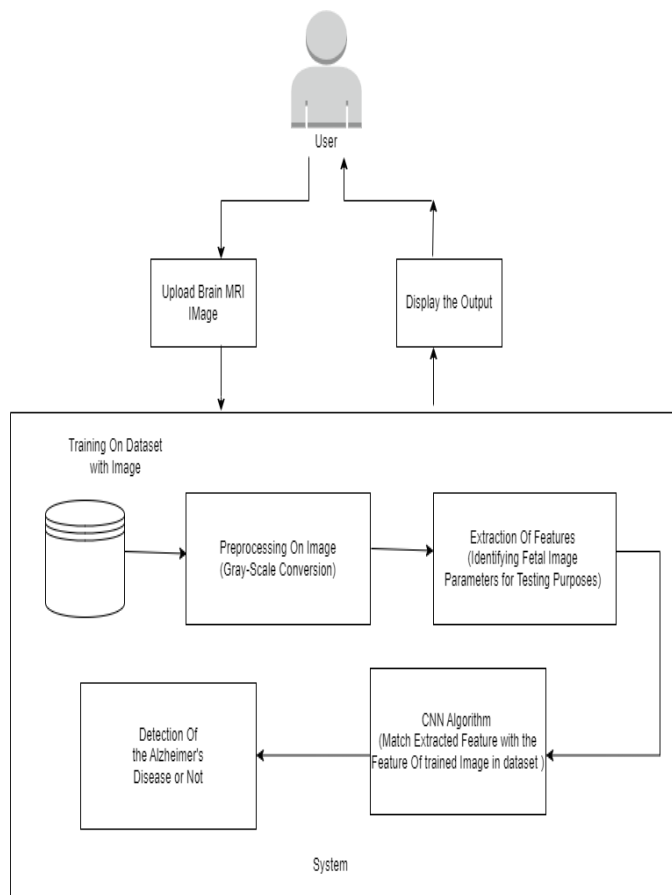 User
Upload Brain MRI
IMage
Display the Output
Training On Dataset
with Image
Preprocessing On Image
(Gray-Scale Conversion)
Extraction Of Features
(Identifying Fetal Image
Parameters for Testing Purposes)
CNN Algorithm
(Match Extracted Feature with the
Feature Of trained Image in dataset )
Detection Of
the Alzheimer's
Disease or Not
System